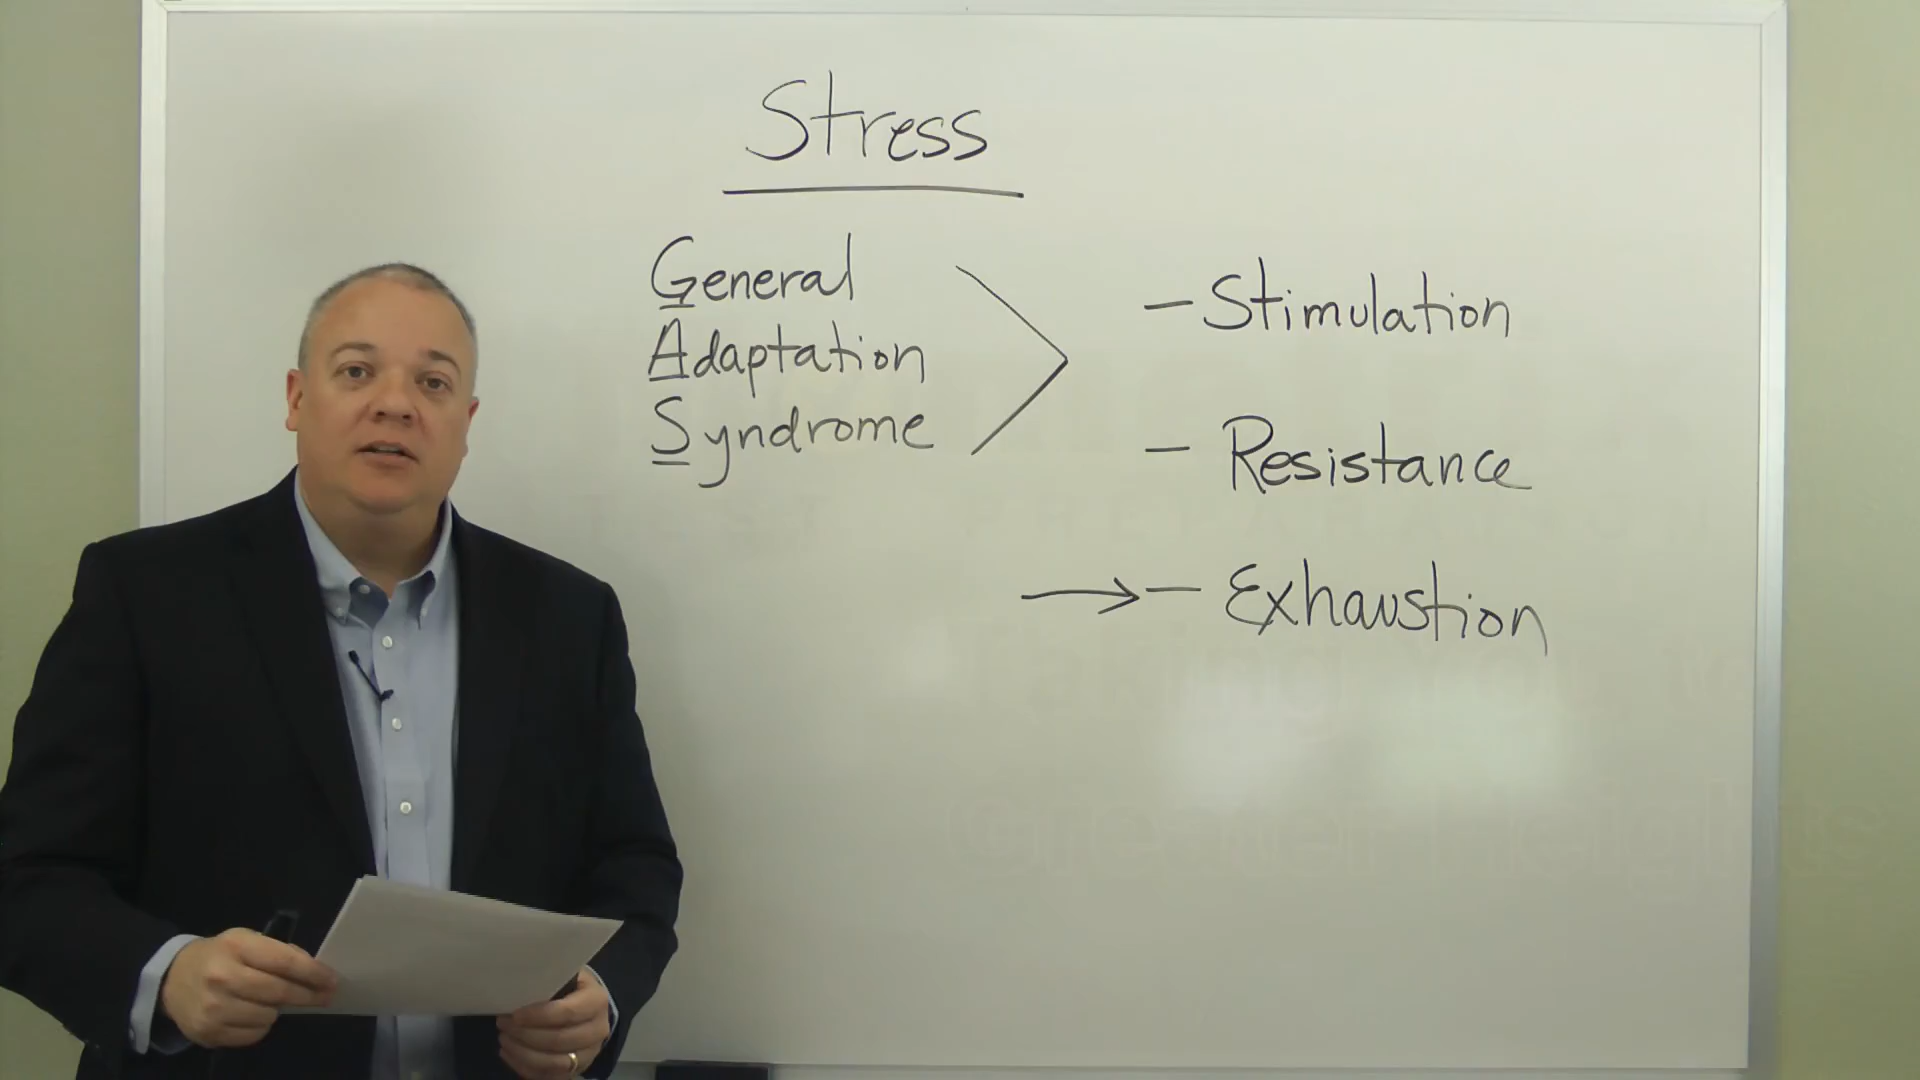 Stress
General
Adaptation
Syndrome
- Stimulation
- Resistance
→ - Exhaustion